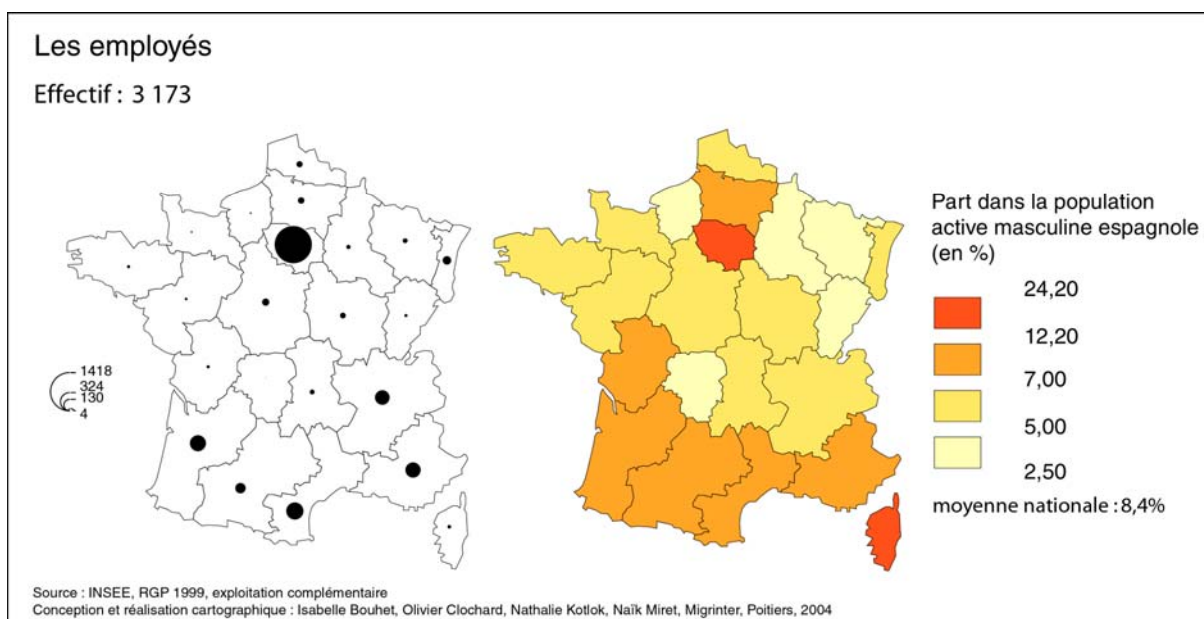 Les employés
Effectif : 3 173
1418
324
130
4
Part dans la population
active masculine espagnole
(en %)
24,20
12,20
7,00
5,00
2,50
moyenne nationale : 8,4%
Source : INSEE, RGP 1999, exploitation complémentaire
Conception et réalisation cartographique : Isabelle Bouhet, Olivier Clochard, Nathalie Kotlok, Naïk Miret, Migrinter, Poitiers, 2004